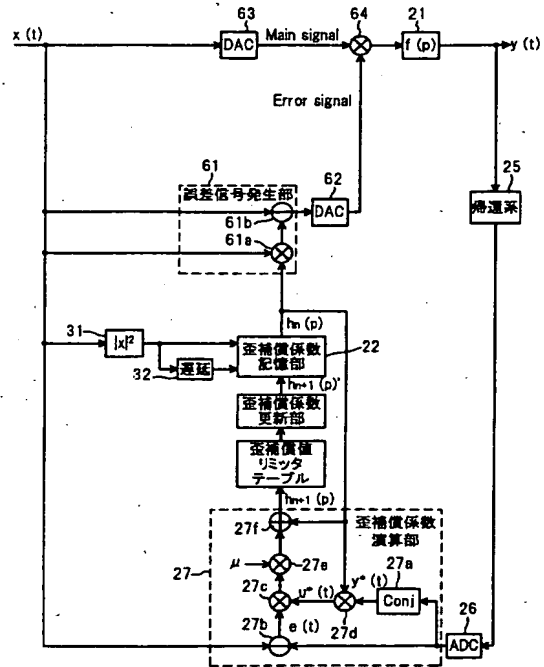 63
64
21
x (t)
DAC
Main signal
f (p)
y (t)
Error signal
61
25
誤差信号発生部
62
61b
DAC
帰還系
61a
31
hn (p)
|x|²
22
歪補償係数
記憶部
遅延
32
hn+1 (p)'
歪補償係数
更新部
歪補償値
リミッタ
テーブル
hn+1 (p)
歪補償係数
演算部
27f
27
μ
27e
27a
y* (t)
27c
u* (t)
Conj
26
27d
e (t)
27b
ADC